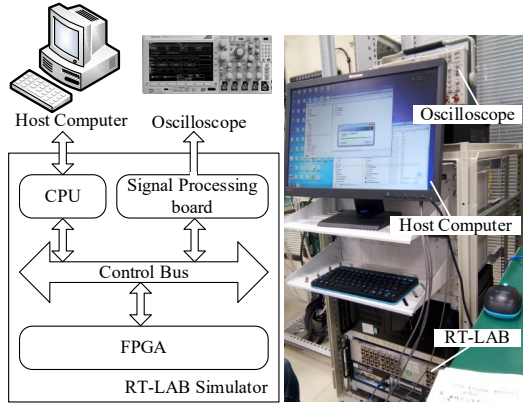 Host Computer
Oscilloscope
CPU
Signal Processing
board
Control Bus
FPGA
RT-LAB Simulator
Oscilloscope
Host Computer
RT-LAB